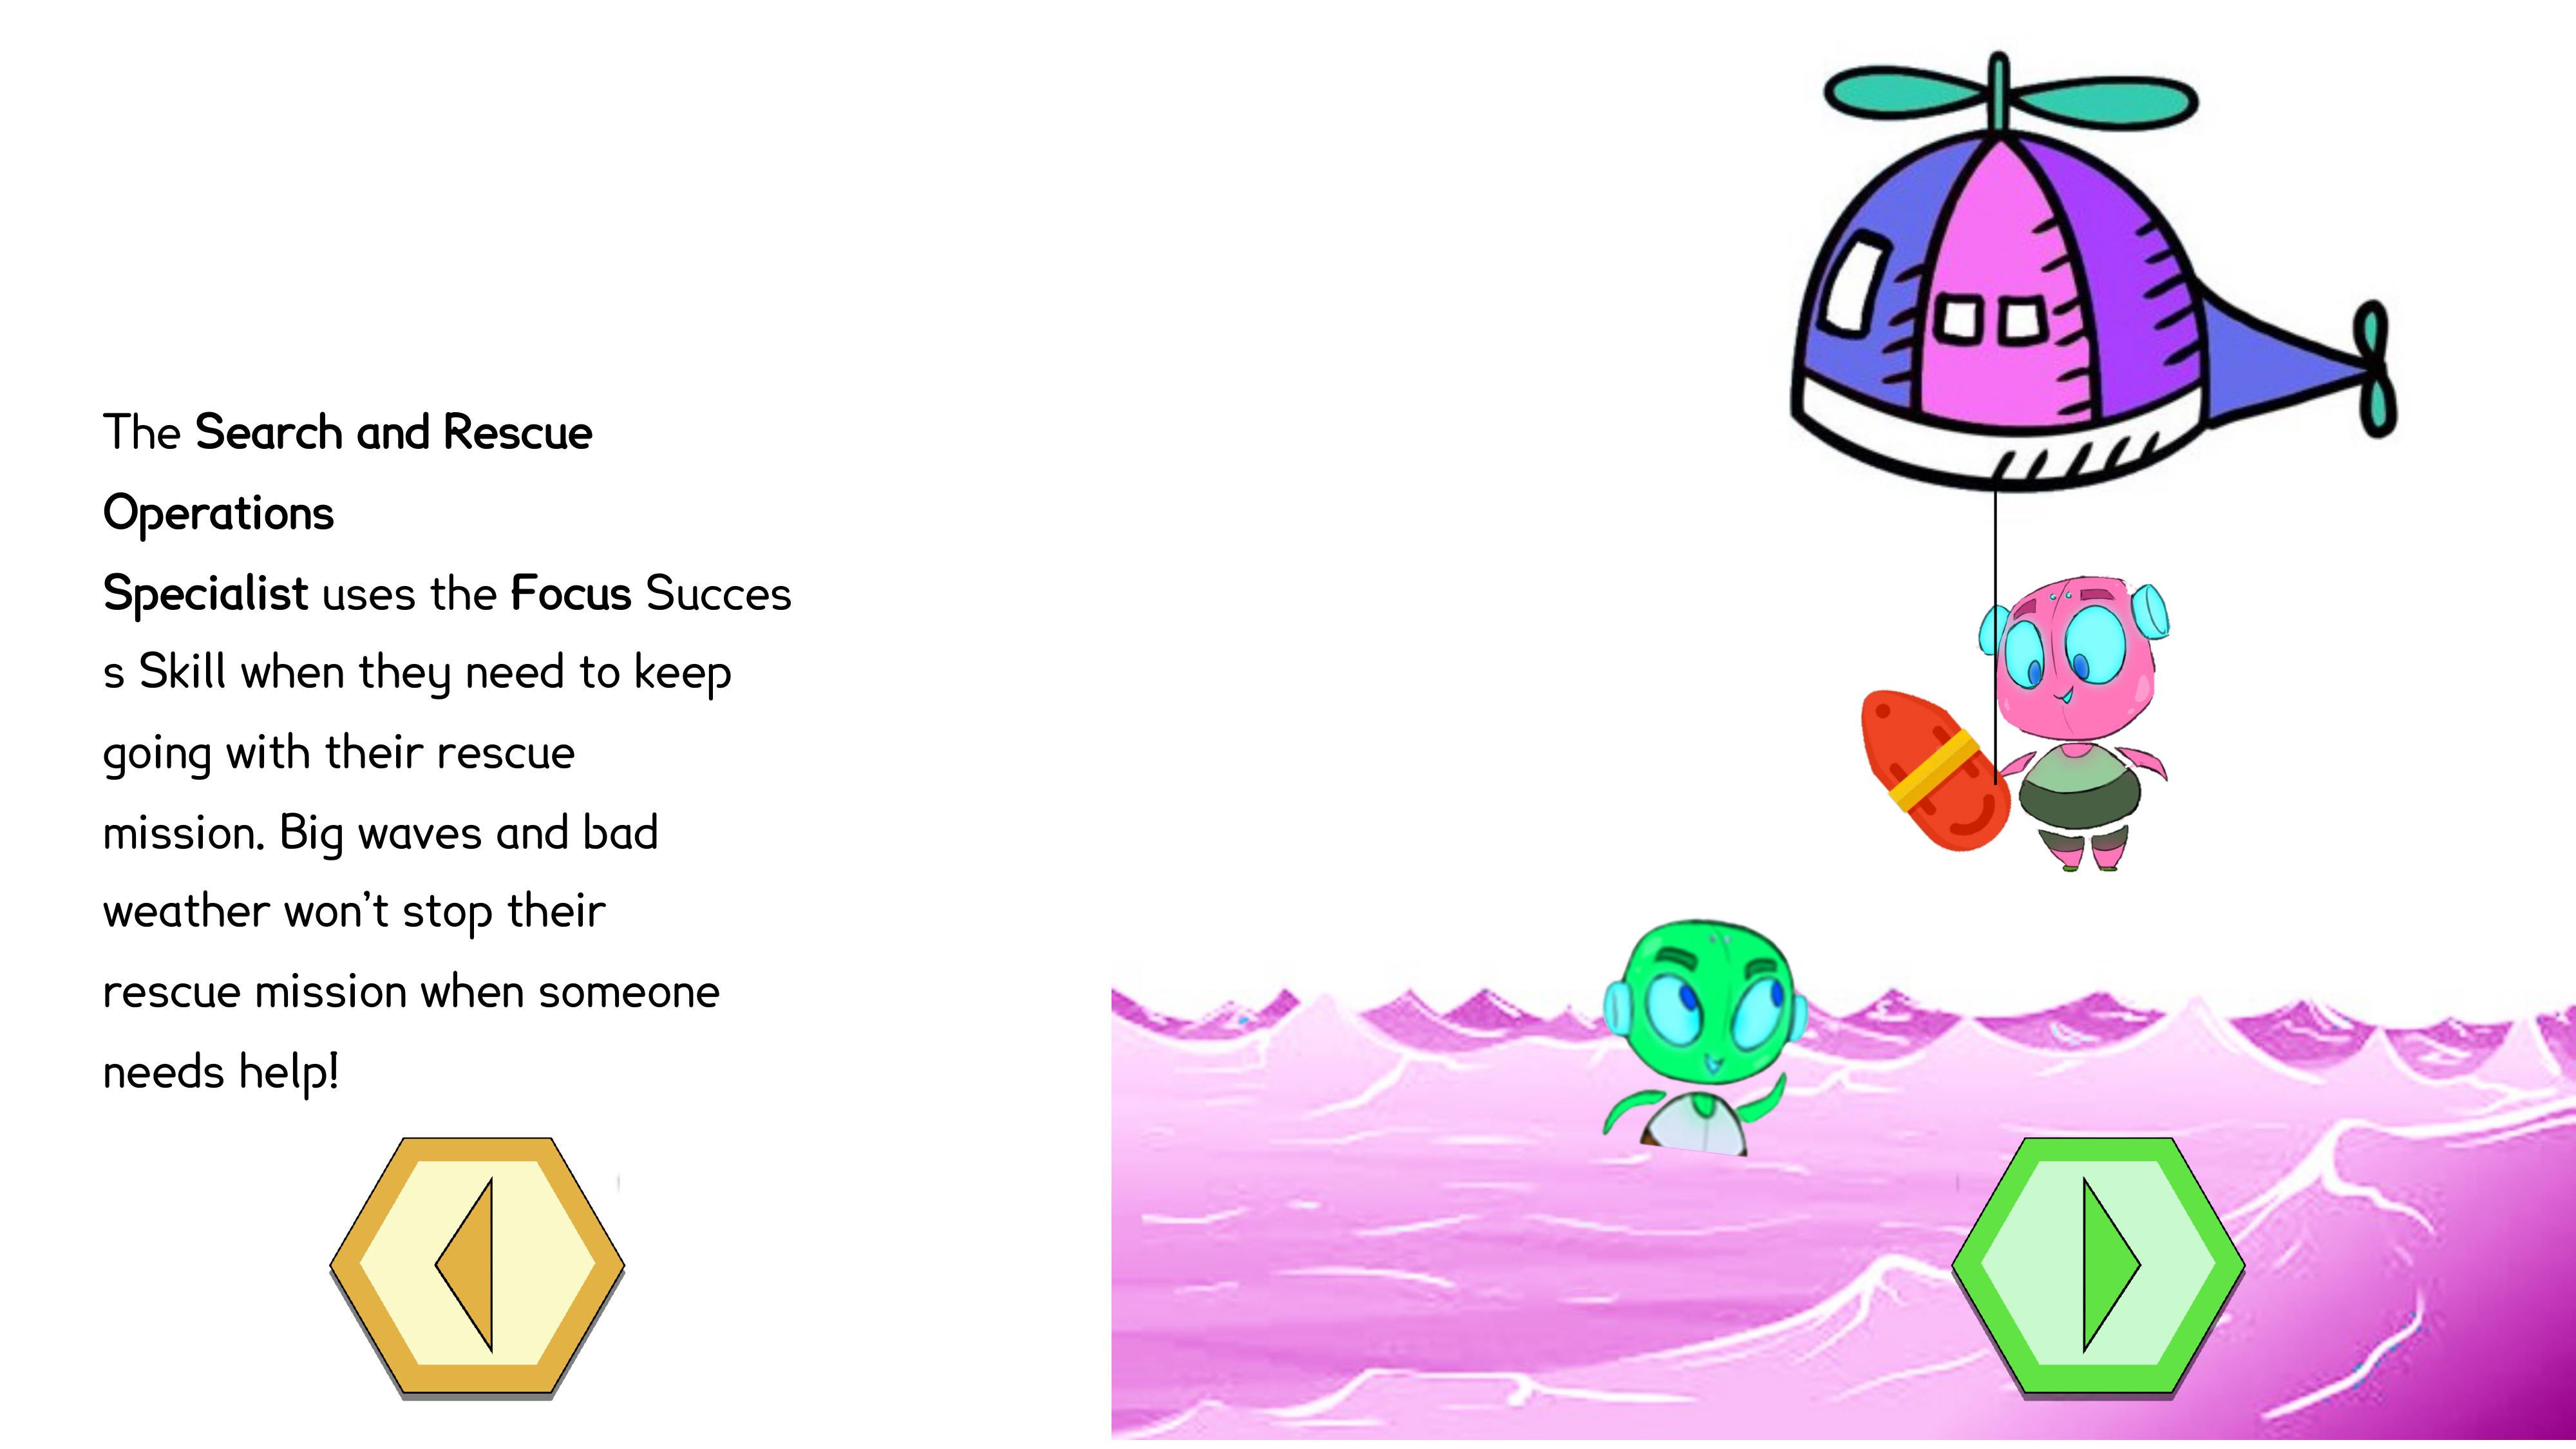 The Search and Rescue
Operations
Specialist uses the Focus Succes
s Skill when they need to keep
going with their rescue
mission. Big waves and bad
weather won’t stop their
rescue mission when someone
needs help!